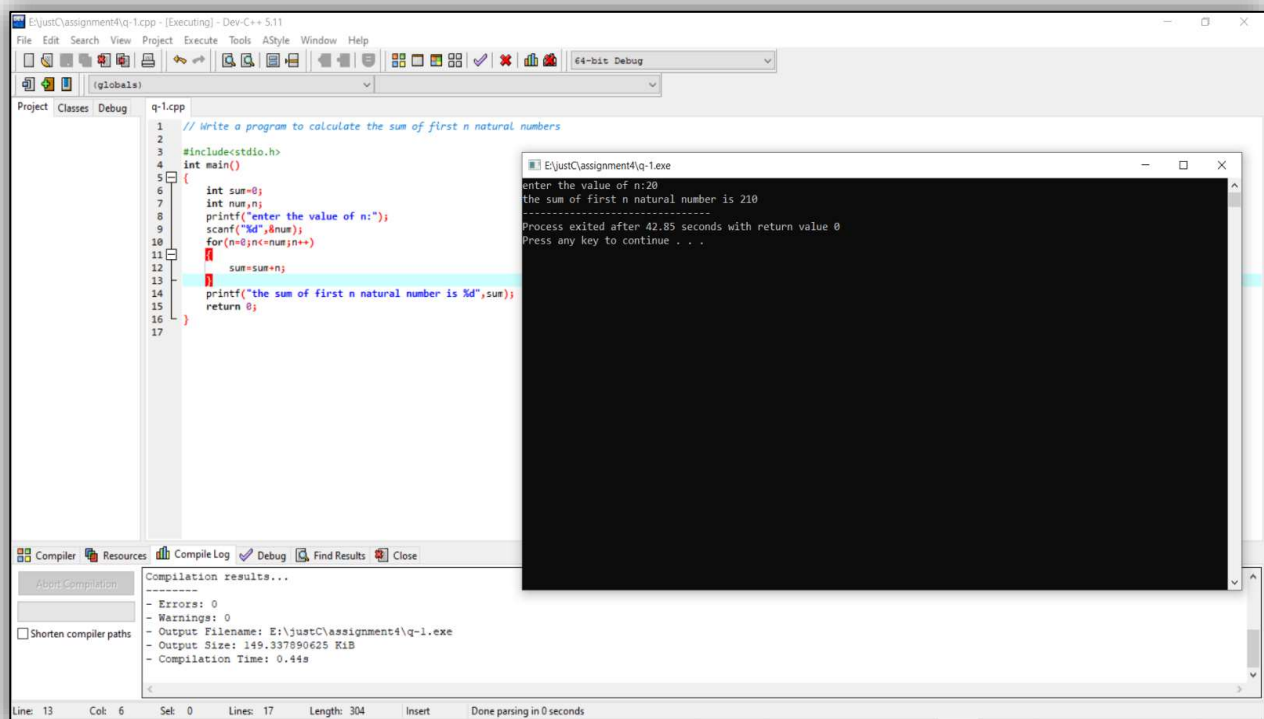 E:\justC\assignment4\q-1.cpp - [Executing] - Dev-C++ 5.11
File Edit Search View Project Execute Tools AStyle Window Help
64-bit Debug
(globals)
Project Classes Debug
q-1.cpp
1 // Write a program to calculate the sum of first n natural numbers
2
3 #include<stdio.h>
4 int main()
5 {
6 int sum=0;
7 int num,n;
8 printf("enter the value of n:");
9 scanf("%d",&num);
10 for(n=0;n<=num;n++)
11 {
12 sum=sum+n;
13 }
14 printf("the sum of first n natural number is %d",sum);
15 return 0;
16 }
17
E:\justC\assignment4\q-1.exe
enter the value of n:20
the sum of first n natural number is 210
--------------------------------
Process exited after 42.85 seconds with return value 0
Press any key to continue . . .
Compiler Resources Compile Log Debug Find Results Close
Abort Compilation
Shorten compiler paths
Compilation results...
--------
- Errors: 0
- Warnings: 0
- Output Filename: E:\justC\assignment4\q-1.exe
- Output Size: 149.337890625 KiB
- Compilation Time: 0.44s
Line: 13 Col: 6 Sel: 0 Lines: 17 Length: 304 Insert Done parsing in 0 seconds